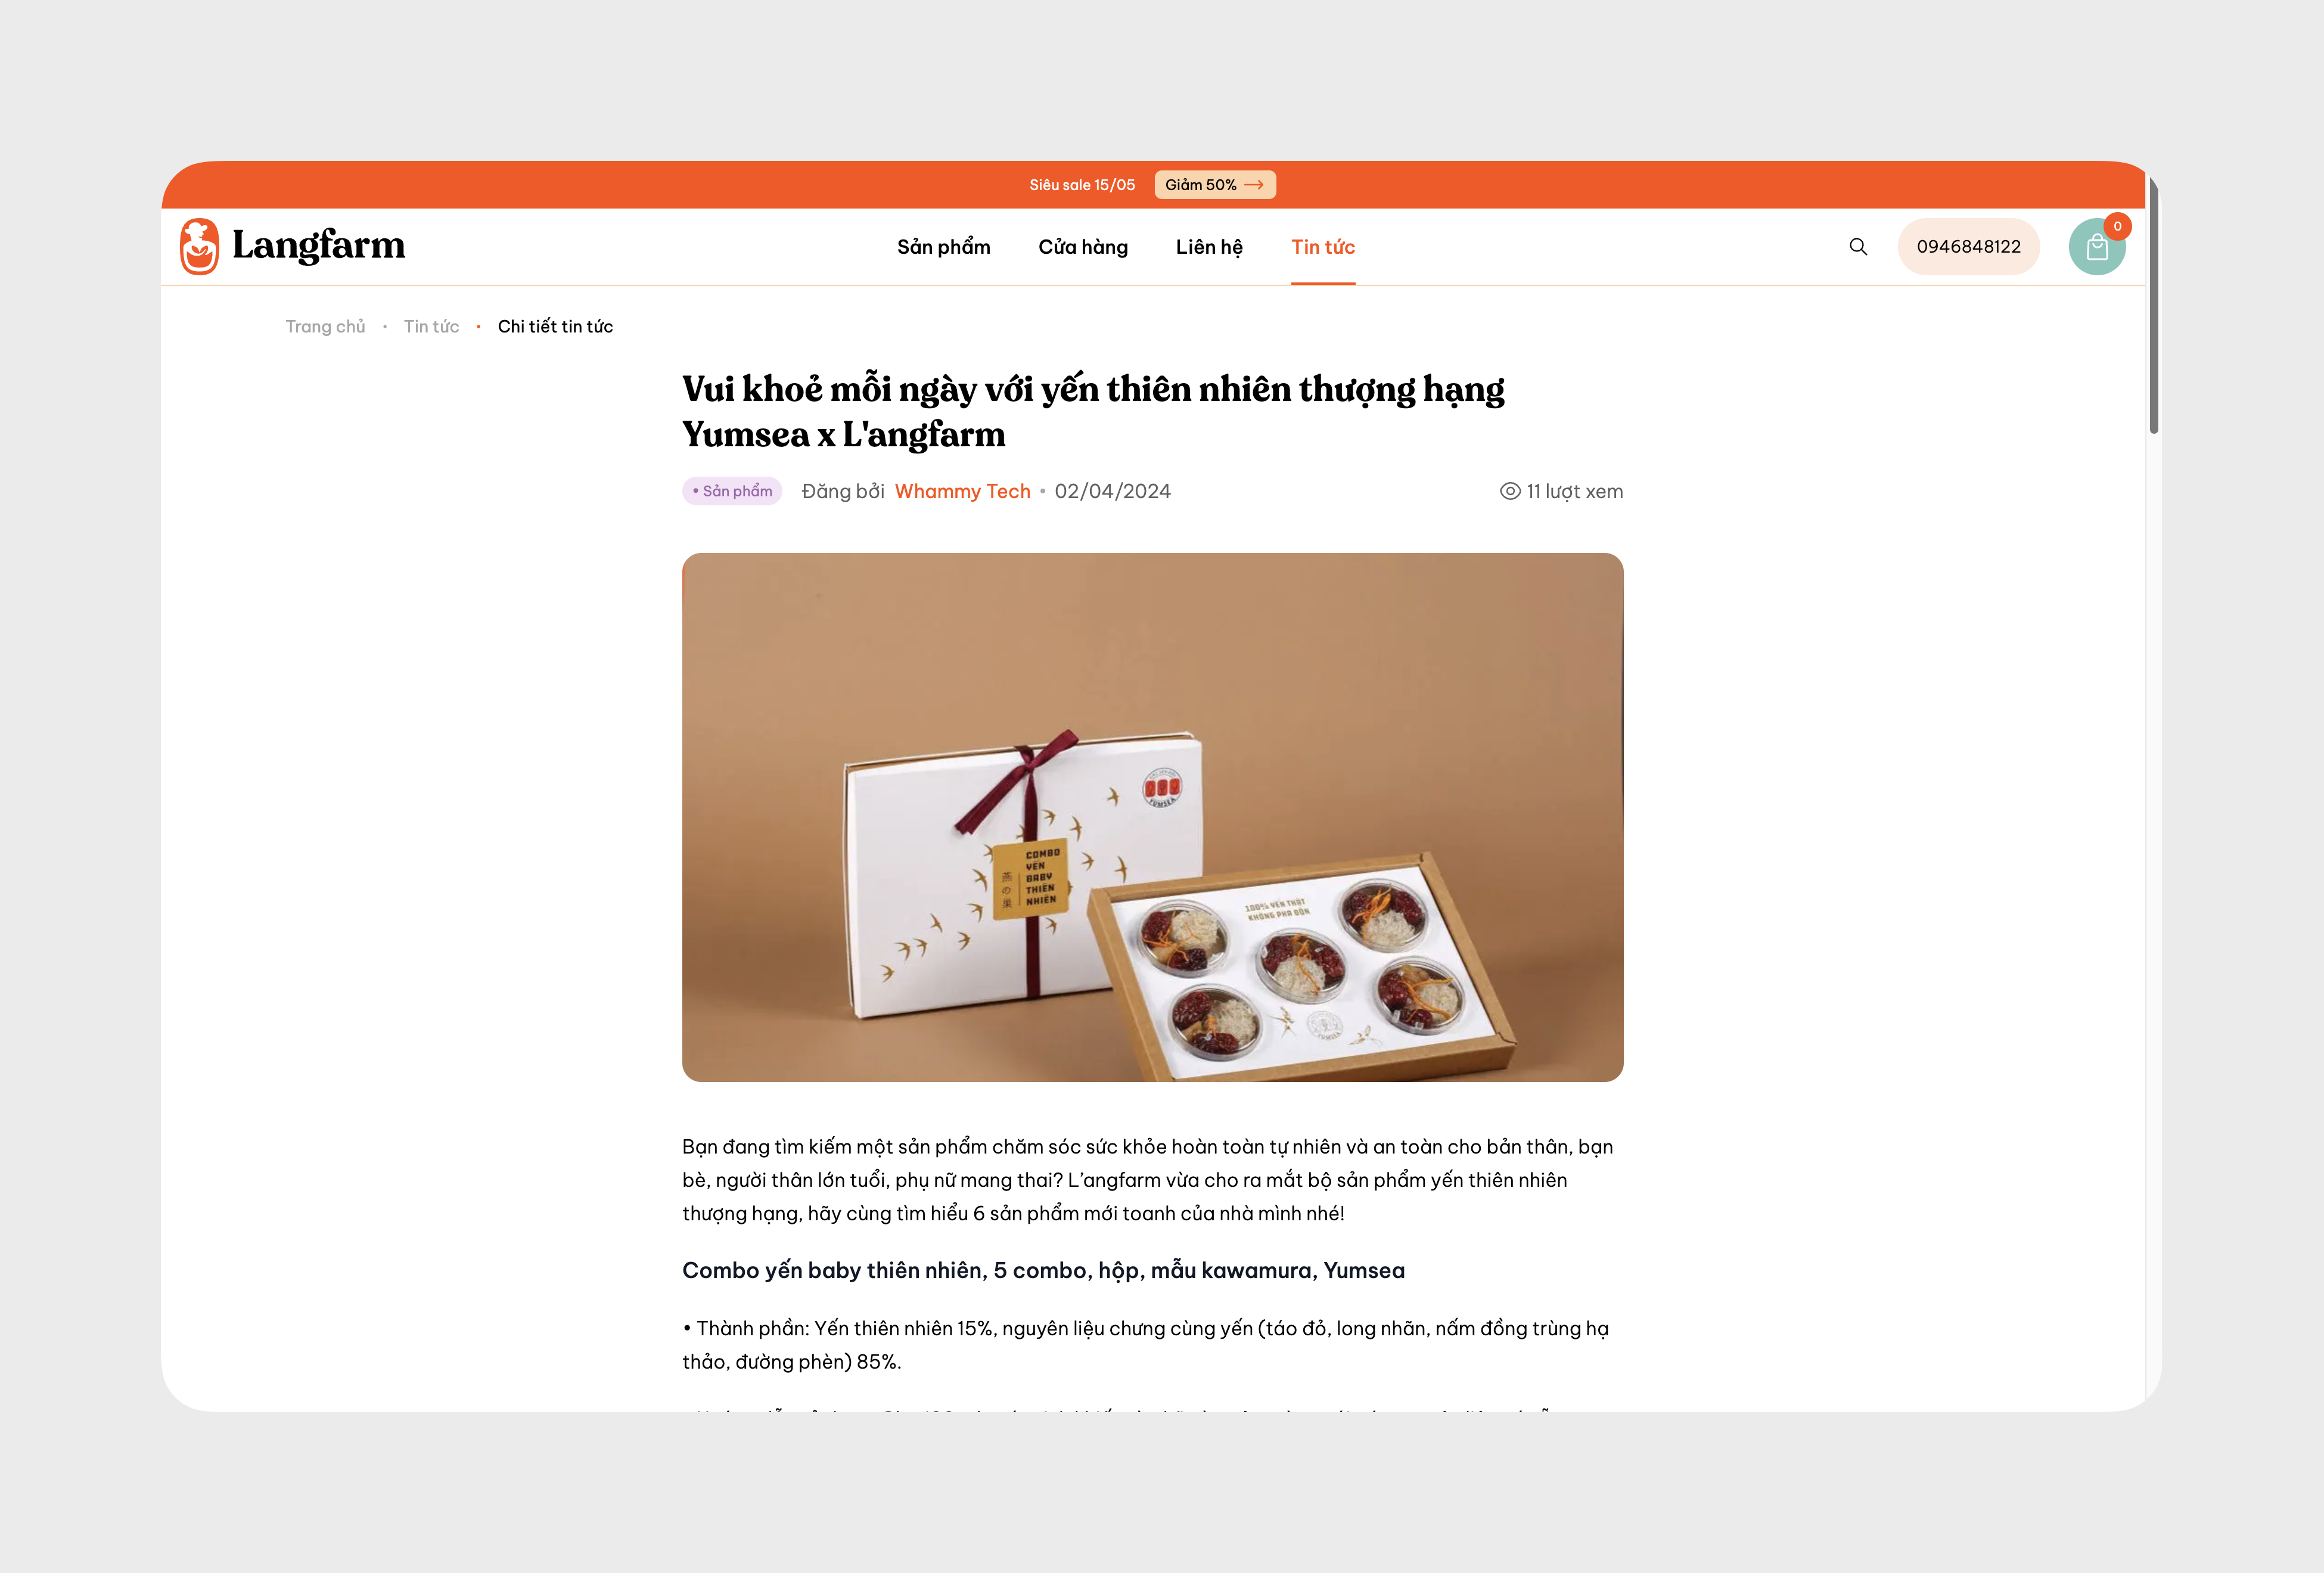 Siêu sale 15/05 Giảm 50%
Langfarm
Sản phẩm Cửa hàng Liên hệ Tin tức
0946848122
0
Trang chủ • Tin tức • Chi tiết tin tức
Vui khoẻ mỗi ngày với yến thiên nhiên thượng hạng
Yumsea x L'angfarm
• Sản phẩm Đăng bởi Whammy Tech • 02/04/2024
11 lượt xem
YUMSEA
COMBO
YẾN
BABY
THIÊN
NHIÊN
100% YẾN THẬT
KHÔNG PHA ĐỘN
YUMSEA
Bạn đang tìm kiếm một sản phẩm chăm sóc sức khỏe hoàn toàn tự nhiên và an toàn cho bản thân, bạn
bè, người thân lớn tuổi, phụ nữ mang thai? L’angfarm vừa cho ra mắt bộ sản phẩm yến thiên nhiên
thượng hạng, hãy cùng tìm hiểu 6 sản phẩm mới toanh của nhà mình nhé!
Combo yến baby thiên nhiên, 5 combo, hộp, mẫu kawamura, Yumsea
• Thành phần: Yến thiên nhiên 15%, nguyên liệu chưng cùng yến (táo đỏ, long nhãn, nấm đồng trùng hạ
thảo, đường phèn) 85%.